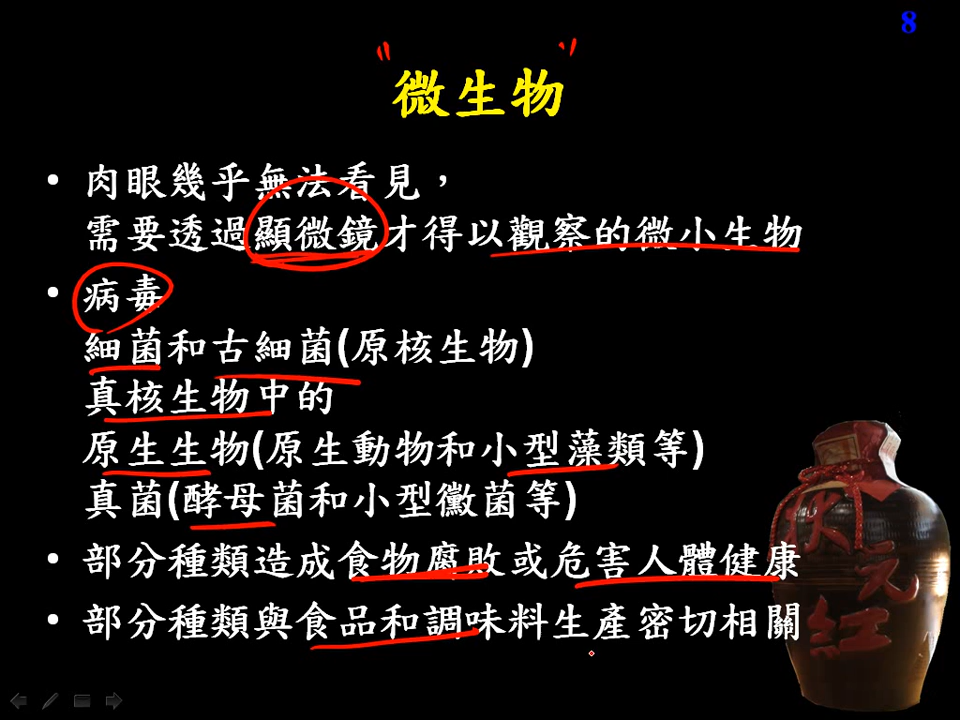 8
"微生物"
• 肉眼幾乎無法看見，
需要透過顯微鏡才得以觀察的微小生物
• 病毒
細菌和古細菌(原核生物)
真核生物中的
原生生物(原生動物和小型藻類等)
真菌(酵母菌和小型黴菌等)
• 部分種類造成食物腐敗或危害人體健康
• 部分種類與食品和調味料生產密切相關
女兒紅